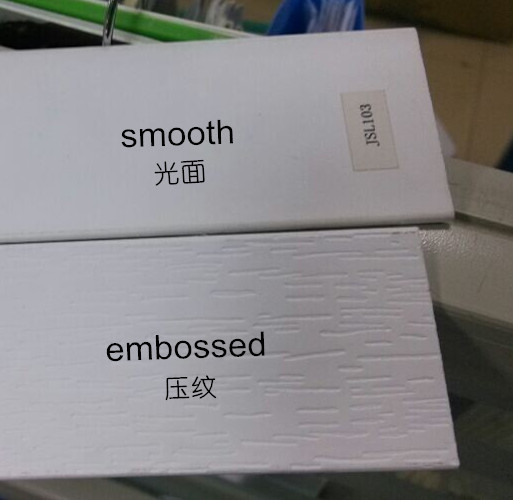 smooth
光面
JSL103
embossed
压纹